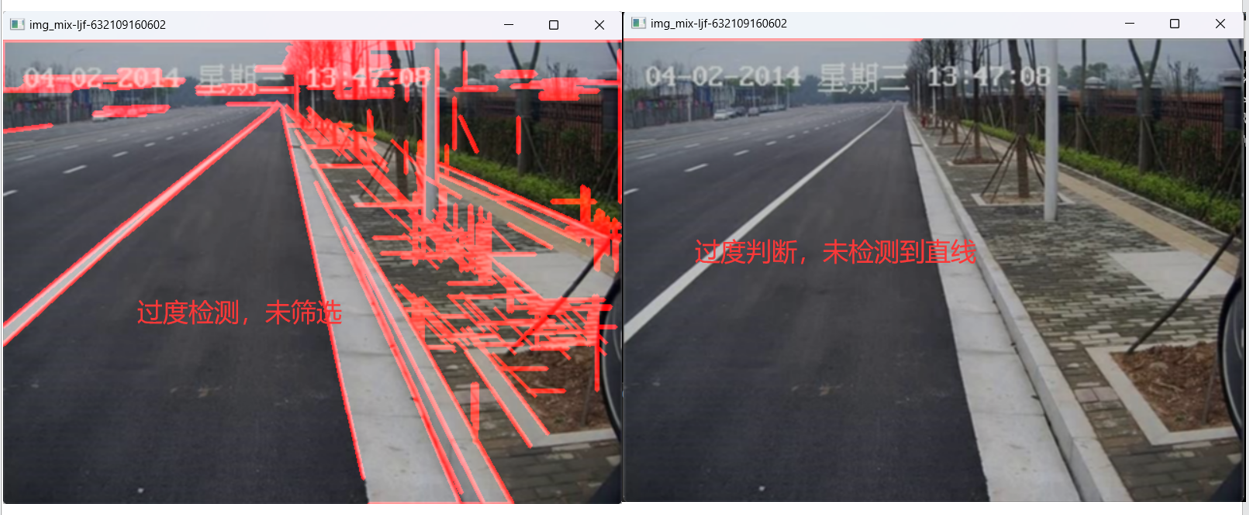 img_mix-ljf-632109160602
img_mix-ljf-632109160602
04-02-2014 星期三 13:47:08
04-02-2014 星期三 13:47:08
过度检测，未筛选
过度判断，未检测到直线